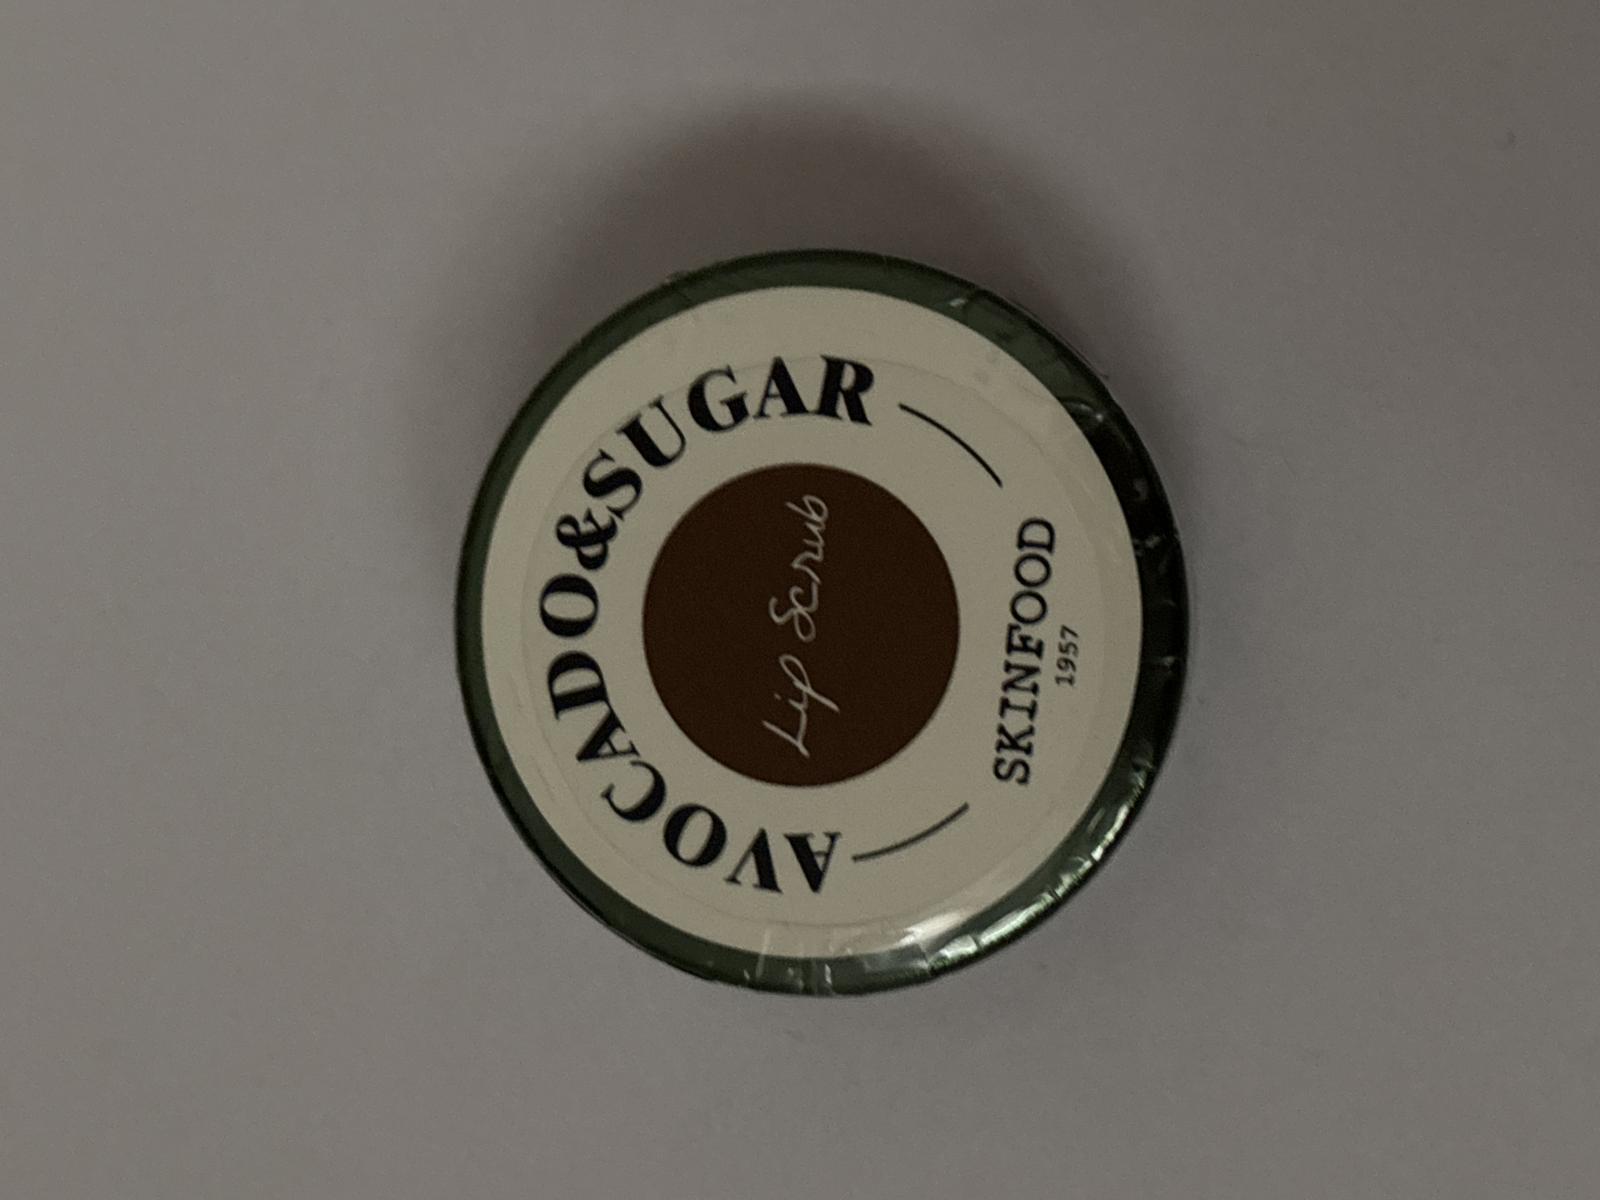 AVOCADO&SUGAR
Lip Scrub
SKINFOOD
1957